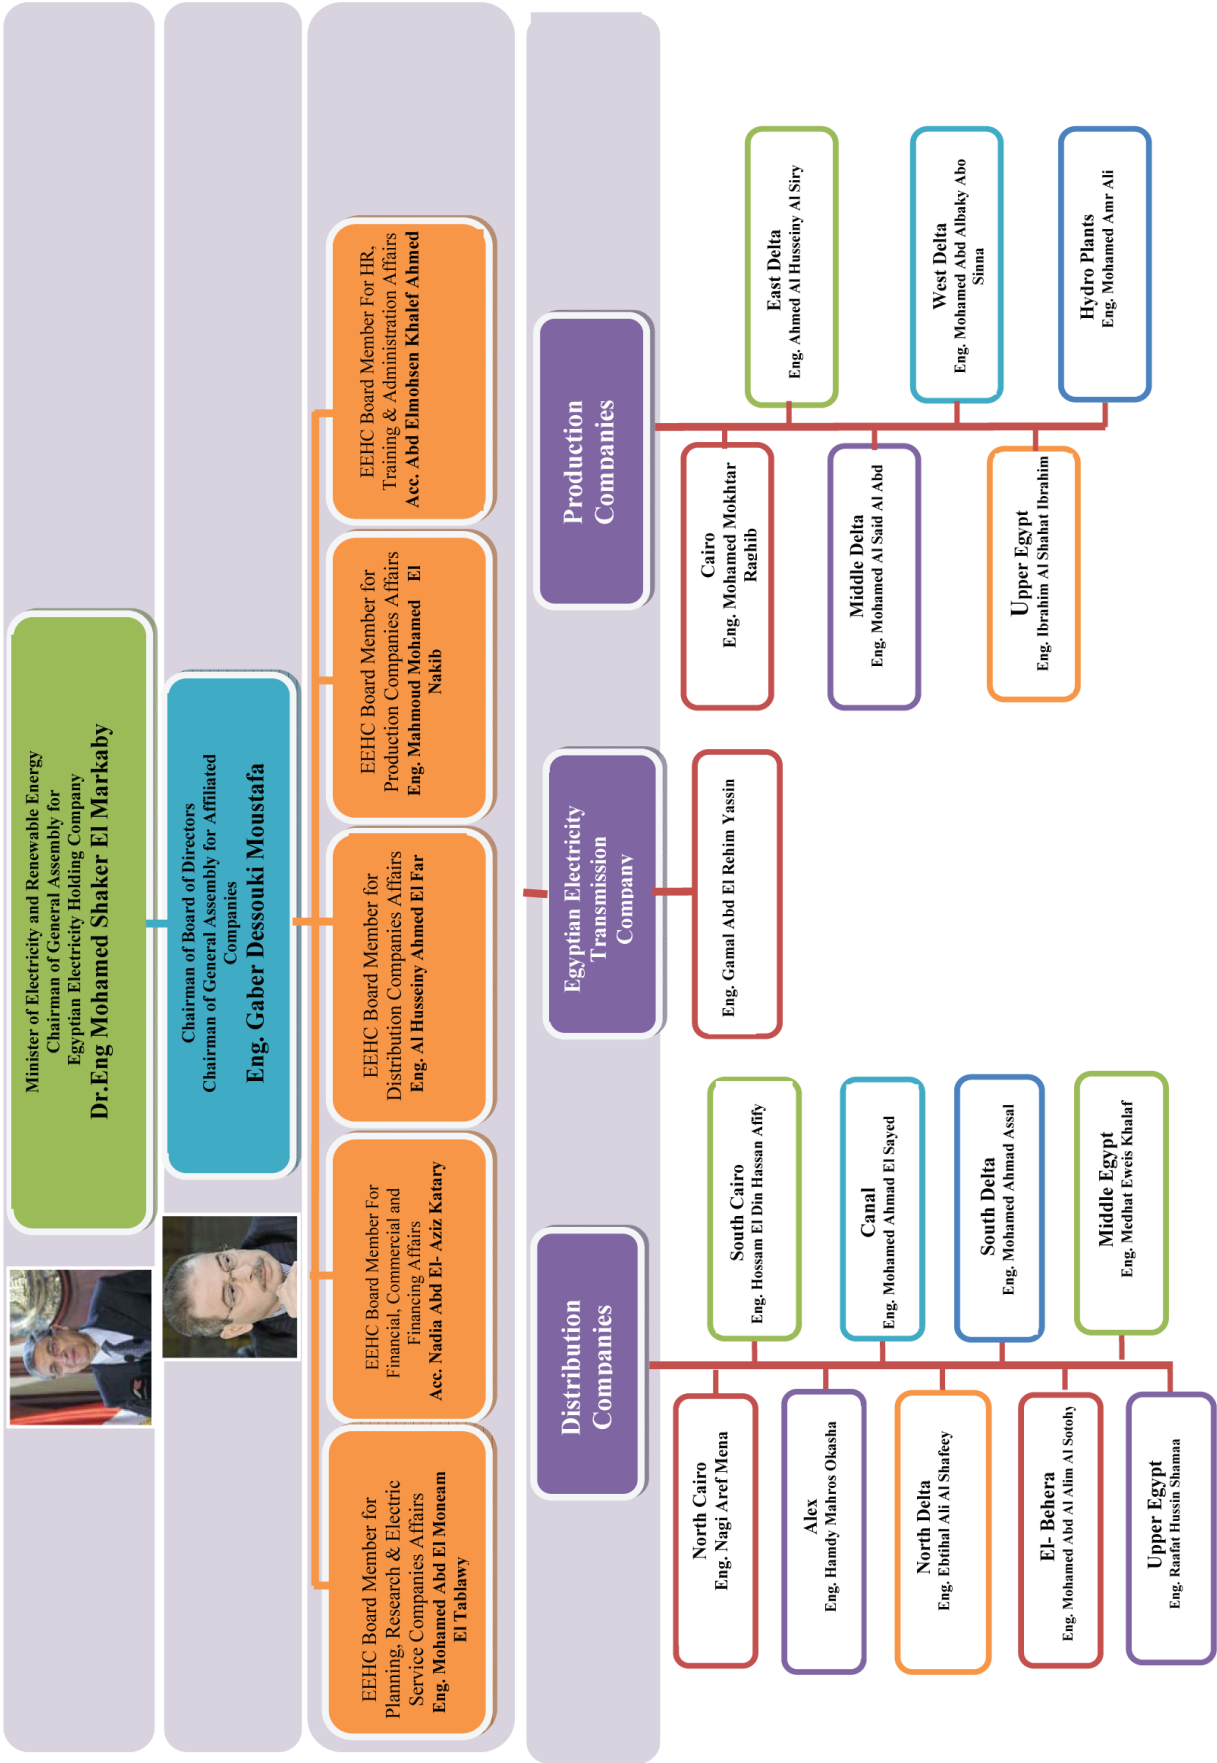 Minister of Electricity and Renewable Energy
Chairman of General Assembly for
Egyptian Electricity Holding Company
Dr.Eng Mohamed Shaker El Markaby
Chairman of Board of Directors
Chairman of General Assembly for Affiliated
Companies
Eng. Gaber Dessouki Moustafa
EEHC Board Member for
Planning, Research & Electric
Service Companies Affairs
Eng. Mohamed Abd El Moneam
El Tablawy
EEHC Board Member For
Financial, Commercial and
Financing Affairs
Acc. Nadia Abd El- Aziz Katary
EEHC Board Member for
Distribution Companies Affairs
Eng. Al Husseiny Ahmed El Far
EEHC Board Member for
Production Companies Affairs
Eng. Mahmoud Mohamed El
Nakib
EEHC Board Member For HR,
Training & Administration Affairs
Acc. Abd Elmohsen Khalef Ahmed
Distribution
Companies
Egyptian Electricity
Transmission
Company
Production
Companies
North Cairo
Eng. Nagi Aref Mena
South Cairo
Eng. Hossam El Din Hassan Afify
Alex
Eng. Hamdy Mahros Okasha
Canal
Eng. Mohamed Ahmad El Sayed
North Delta
Eng. Ebtihal Ali Al Shafeey
South Delta
Eng. Mohamed Ahmad Assal
El- Behera
Eng. Mohamed Abd Al Alim Al Sotohy
Middle Egypt
Eng. Medhat Eweis Khalaf
Upper Egypt
Eng. Raafat Hussin Shamaa
Eng. Gamal Abd El Rehim Yassin
Cairo
Eng. Mohamed Mokhtar
Raghib
East Delta
Eng. Ahmed Al Husseiny Al Siry
Middle Delta
Eng. Mohamed Al Said Al Abd
West Delta
Eng. Mohamed Abd Albaky Abo
Sinna
Upper Egypt
Eng. Ibrahim Al Shahat Ibrahim
Hydro Plants
Eng. Mohamed Amr Ali